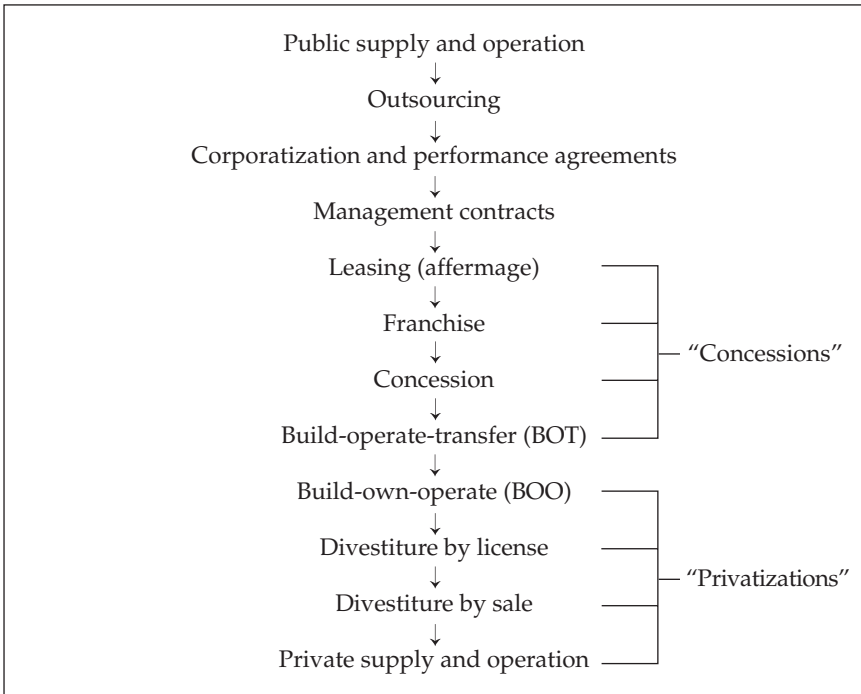 Public supply and operation
Outsourcing
Corporatization and performance agreements
Management contracts
Leasing (affermage)
Franchise
“Concessions”
Concession
Build-operate-transfer (BOT)
Build-own-operate (BOO)
Divestiture by license
“Privatizations”
Divestiture by sale
Private supply and operation